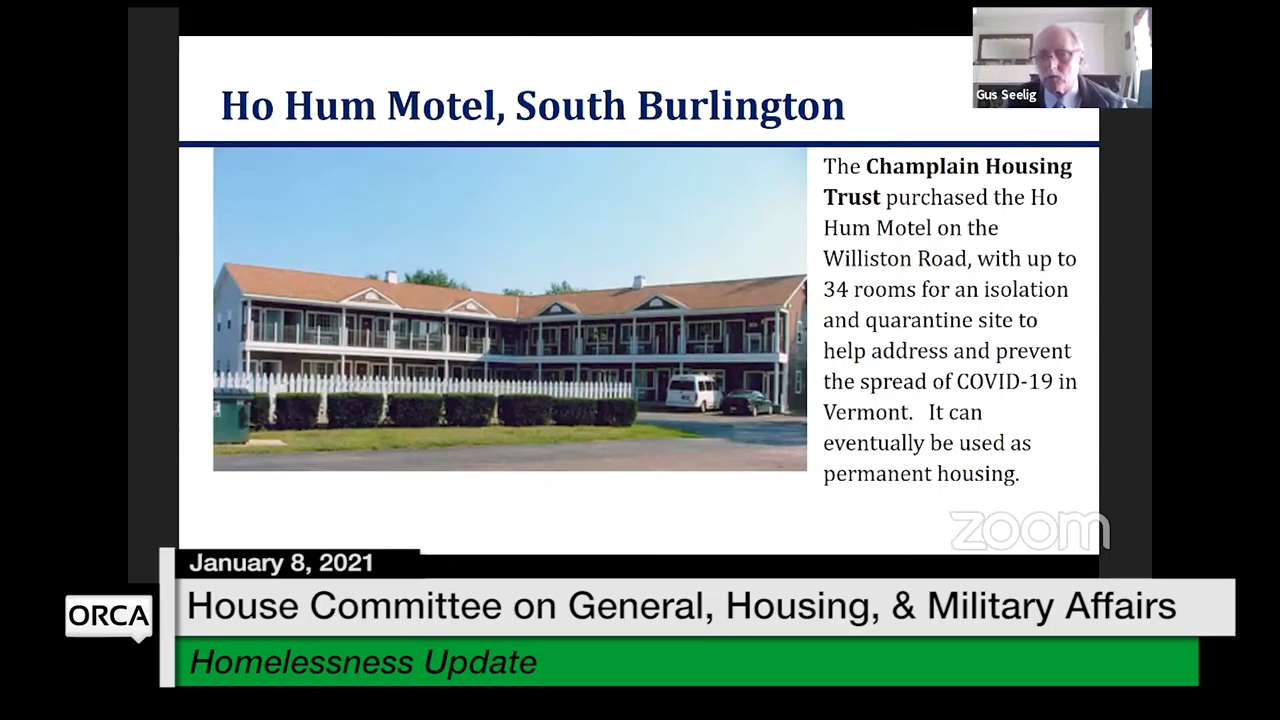 Ho Hum Motel, South Burlington
Gus Seelig
The Champlain Housing
Trust purchased the Ho
Hum Motel on the
Williston Road, with up to
34 rooms for an isolation
and quarantine site to
help address and prevent
the spread of COVID-19 in
Vermont. It can
eventually be used as
permanent housing.
zoom
January 8, 2021
ORCA
House Committee on General, Housing, & Military Affairs
Homelessness Update